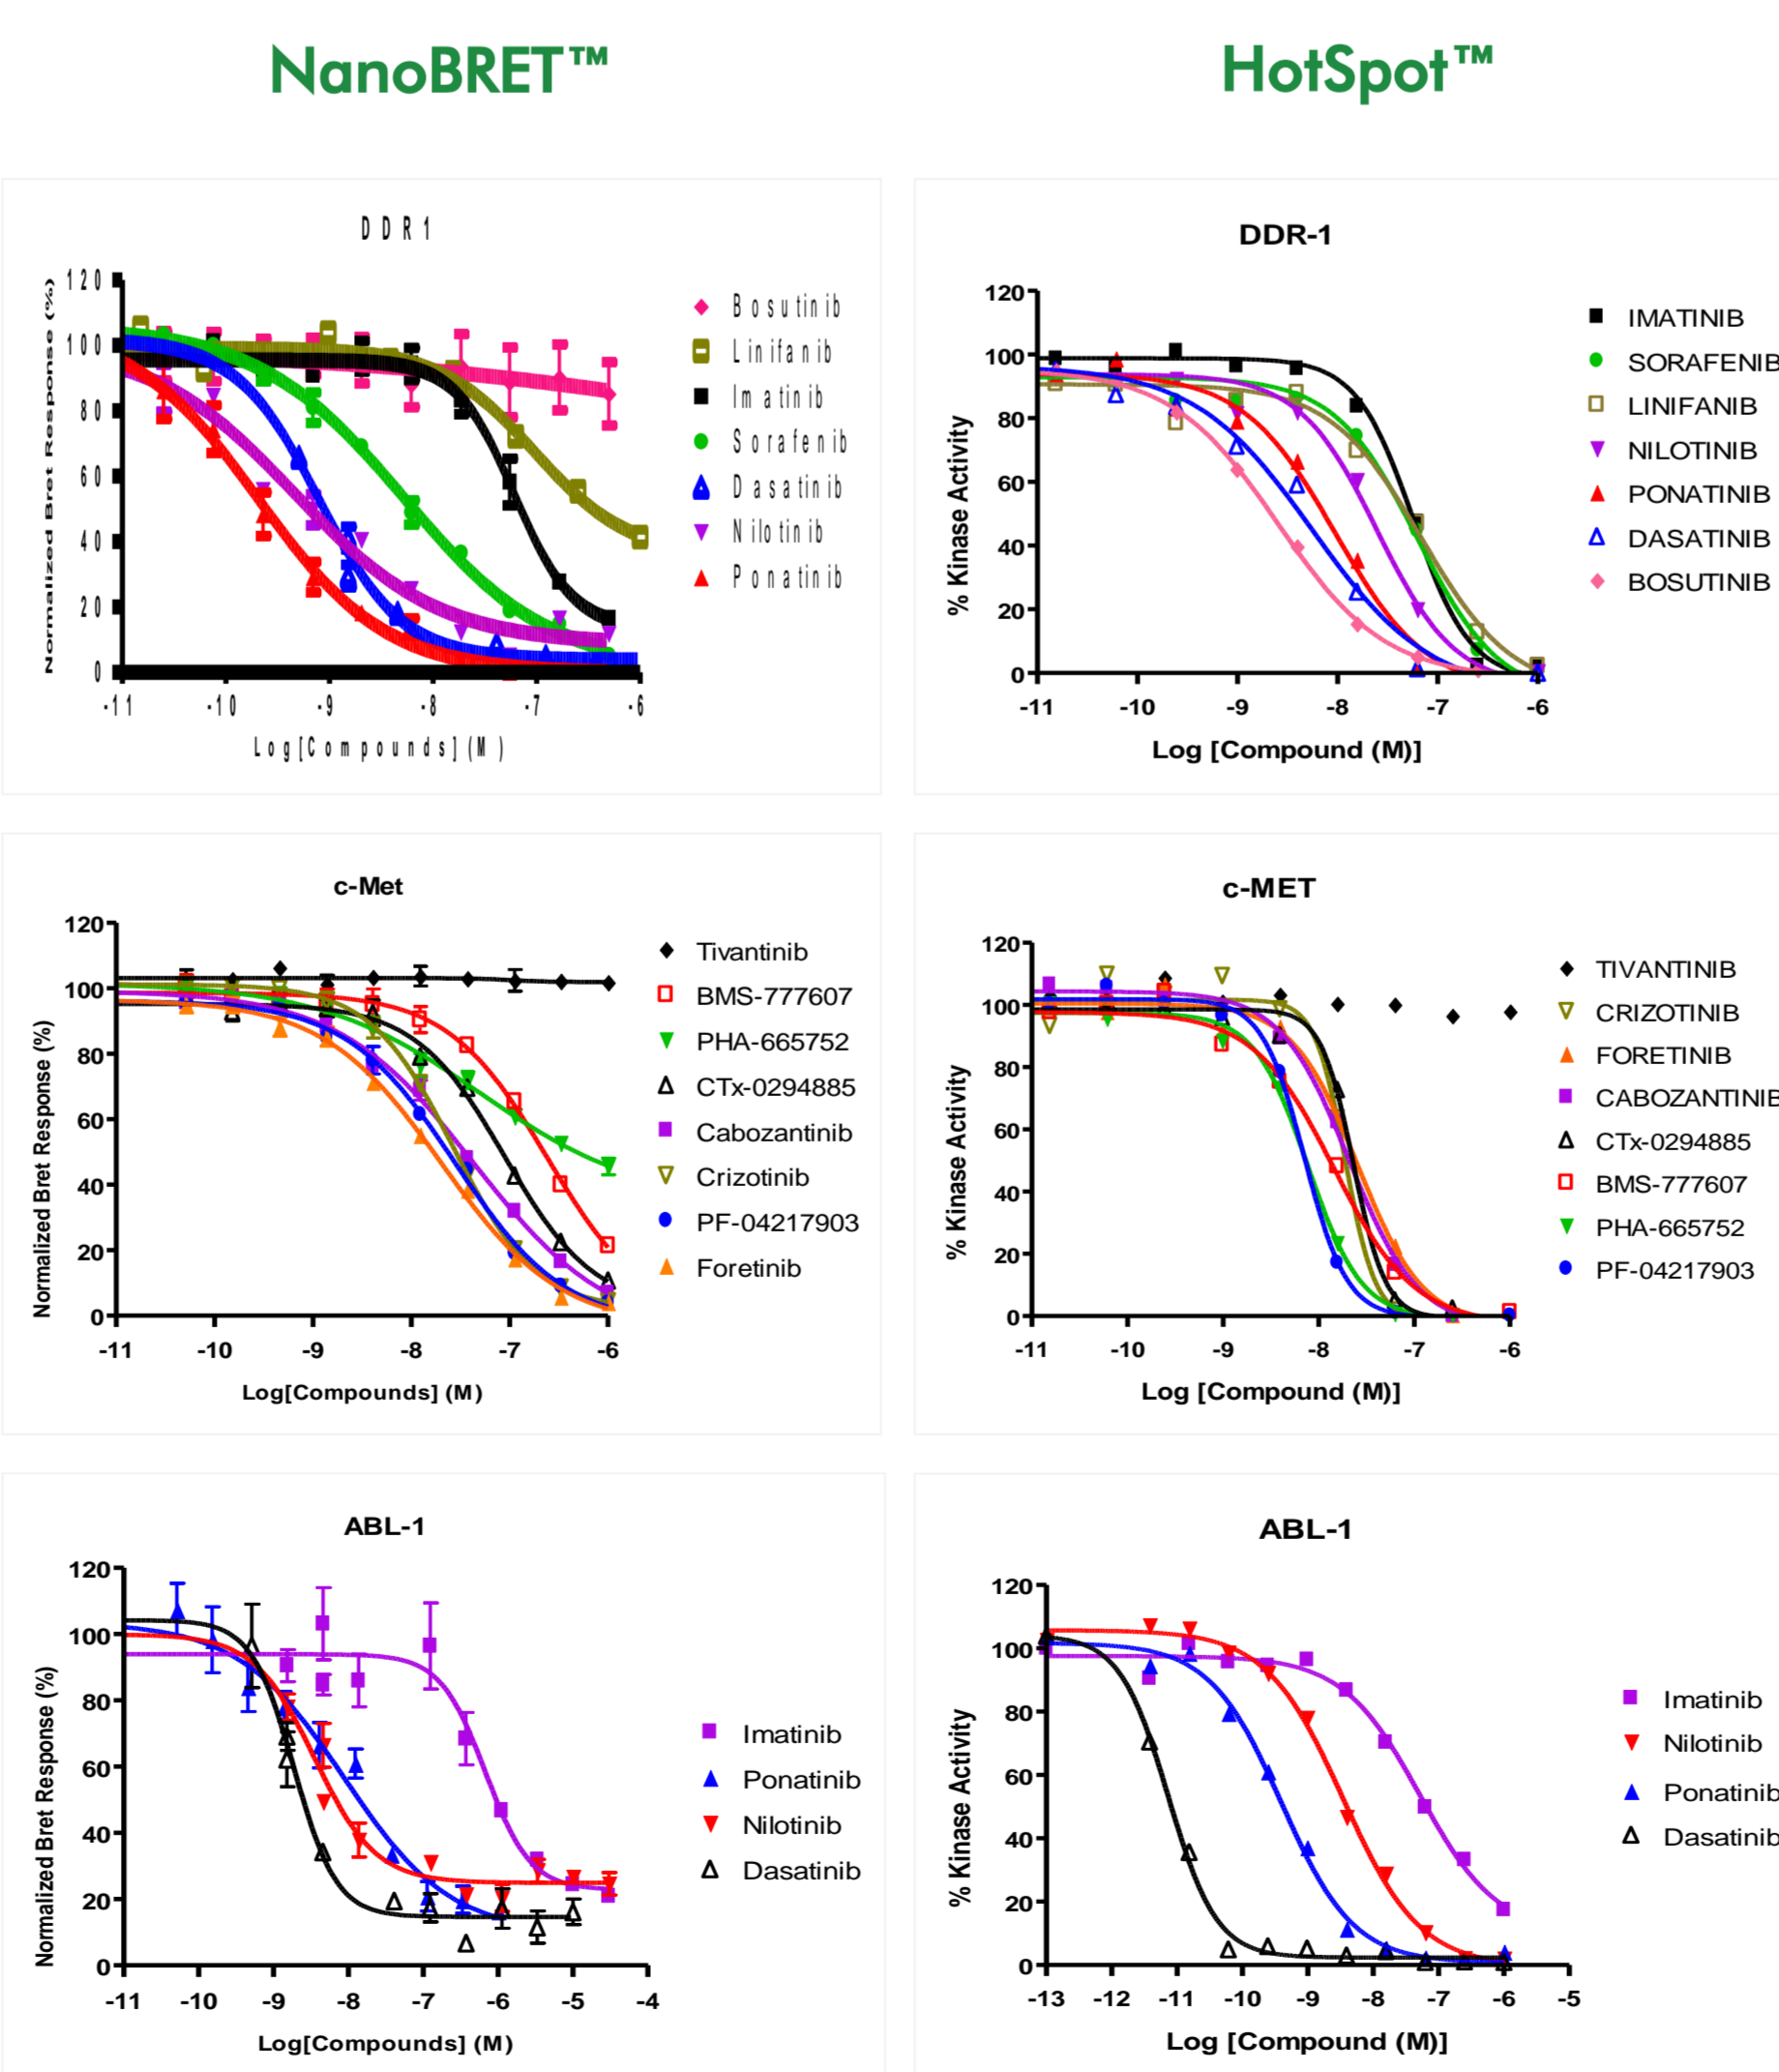 NanoBRET™
HotSpot™
DDR1
Normalized Bret Response (%)
120
100
80
60
40
20
0
-11 -10 -9 -8 -7 -6
Log[Compounds] (M)
Bosutinib
Linifanib
Imatinib
Sorafenib
Dasatinib
Nilotinib
Ponatinib
DDR-1
% Kinase Activity
120
100
80
60
40
20
0
-11 -10 -9 -8 -7 -6
Log [Compound (M)]
IMATINIB
SORAFENIB
LINIFANIB
NILOTINIB
PONATINIB
DASATINIB
BOSUTINIB
c-Met
Normalized Bret Response (%)
120
100
80
60
40
20
0
-11 -10 -9 -8 -7 -6
Log[Compounds] (M)
Tivantinib
BMS-777607
PHA-665752
CTx-0294885
Cabozantinib
Crizotinib
PF-04217903
Foretinib
c-MET
% Kinase Activity
120
100
80
60
40
20
0
-11 -10 -9 -8 -7 -6
Log [Compound (M)]
TIVANTINIB
CRIZOTINIB
FORETINIB
CABOZANTINIB
CTx-0294885
BMS-777607
PHA-665752
PF-04217903
ABL-1
Normalized Bret Response (%)
120
100
80
60
40
20
0
-11 -10 -9 -8 -7 -6 -5 -4
Log[Compounds] (M)
Imatinib
Ponatinib
Nilotinib
Dasatinib
ABL-1
% Kinase Activity
120
100
80
60
40
20
0
-13 -12 -11 -10 -9 -8 -7 -6 -5
Log [Compound (M)]
Imatinib
Nilotinib
Ponatinib
Dasatinib